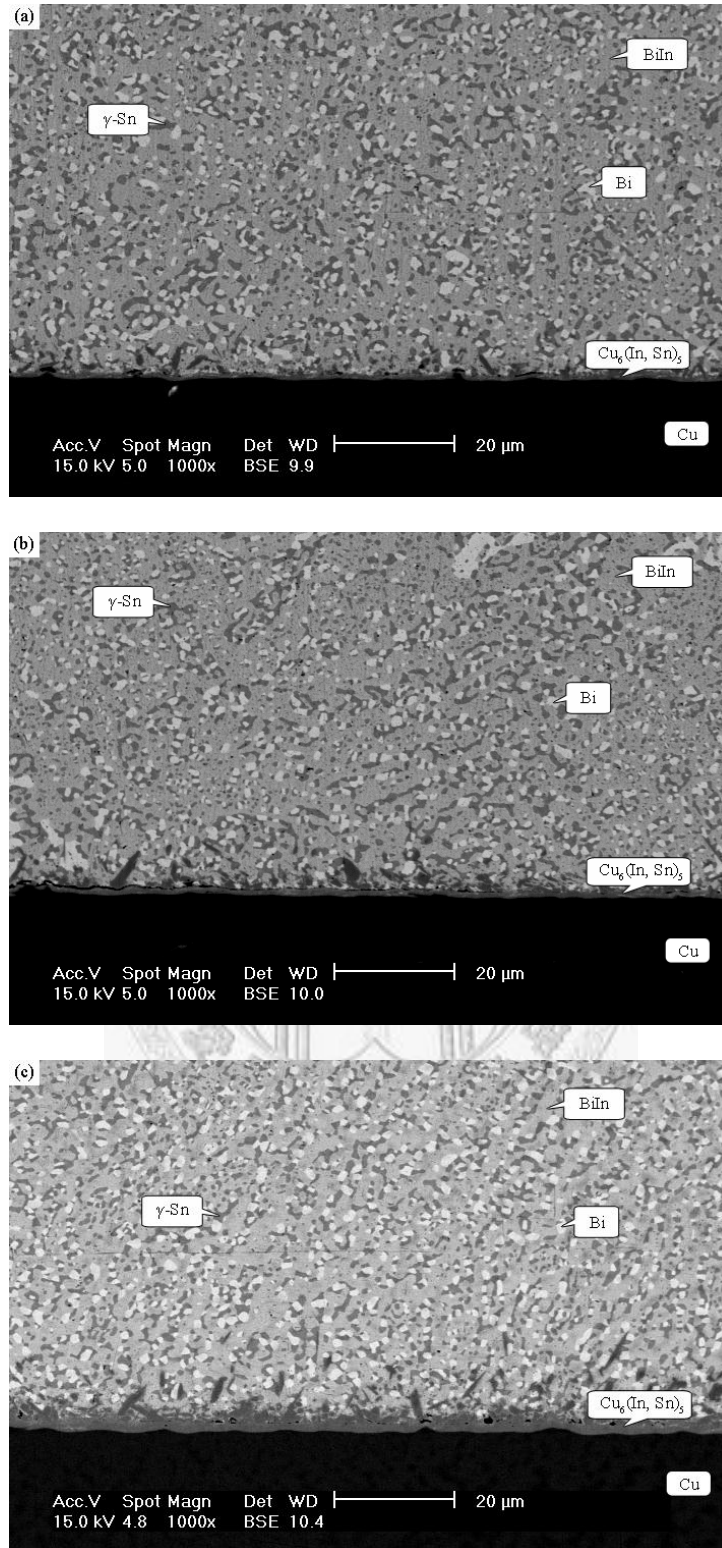 (a)
BiIn
γ-Sn
Bi
Cu6(In, Sn)5
Cu
Acc.V Spot Magn Det WD 20 µm
15.0 kV 5.0 1000x BSE 9.9
(b)
BiIn
γ-Sn
Bi
Cu6(In, Sn)5
Cu
Acc.V Spot Magn Det WD 20 µm
15.0 kV 5.0 1000x BSE 10.0
(c)
BiIn
γ-Sn
Bi
Cu6(In, Sn)5
Cu
Acc.V Spot Magn Det WD 20 µm
15.0 kV 4.8 1000x BSE 10.4